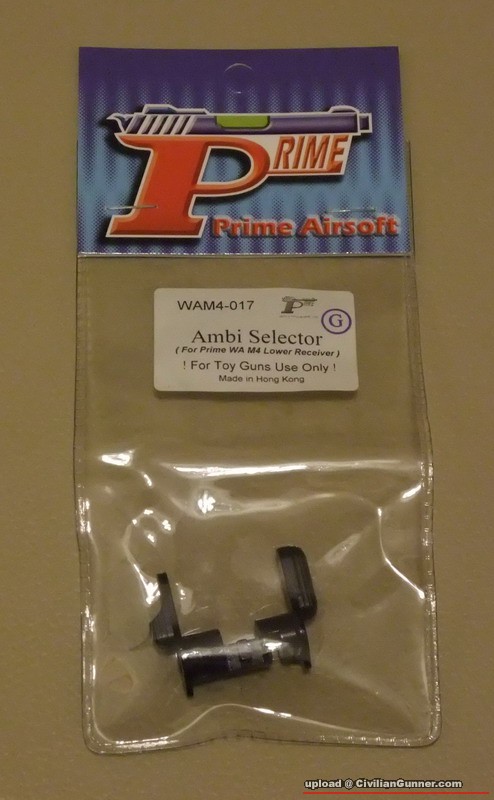 PRIME
Prime Airsoft
WAM4-017
G
Ambi Selector
( For Prime WA M4 Lower Receiver )
! For Toy Guns Use Only !
Made in Hong Kong
upload @ CivilianGunner.com